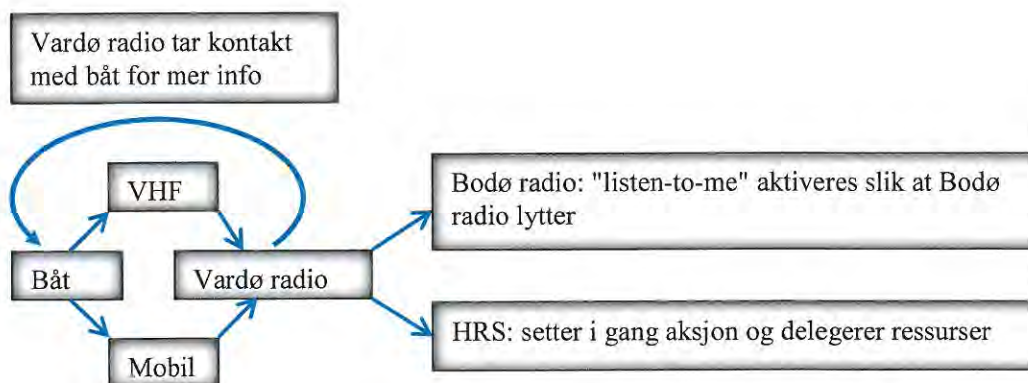 Vardø radio tar kontakt
med båt for mer info
VHF
Båt
Vardø radio
Mobil
Bodø radio: "listen-to-me" aktiveres slik at Bodø
radio lytter
HRS: setter i gang aksjon og delegerer ressurser